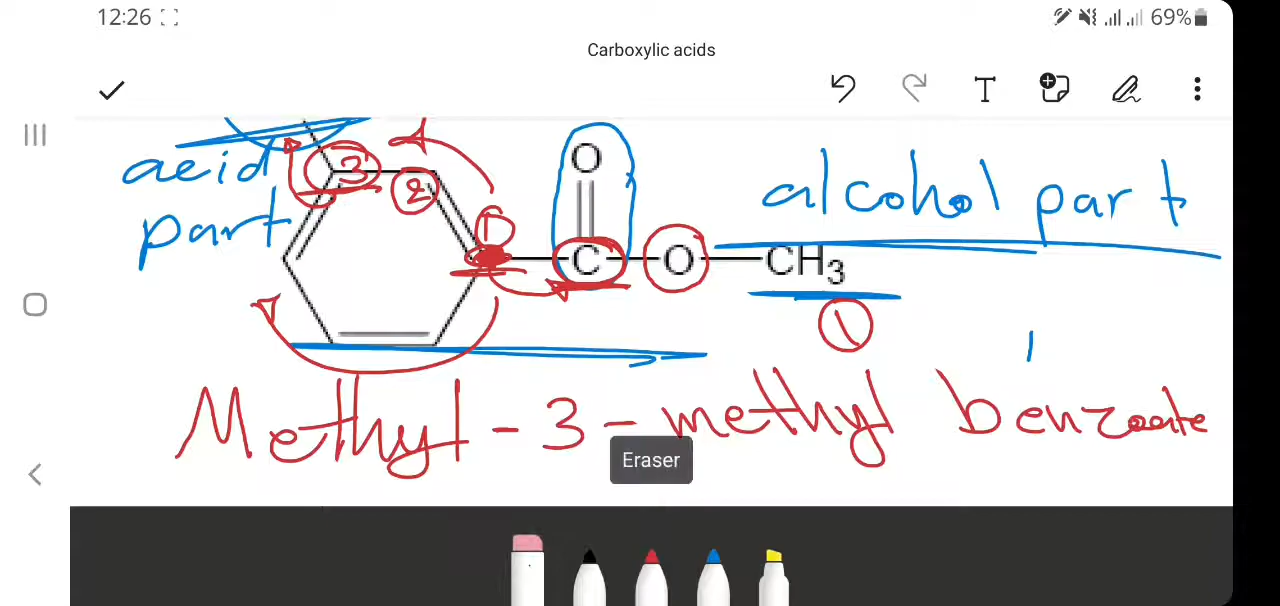 12:26 69%
Carboxylic acids
T
acid
part
3
2
1
O
C
O
CH3
alcohol part
1
Methyl - 3 - methyl benzoate
Eraser